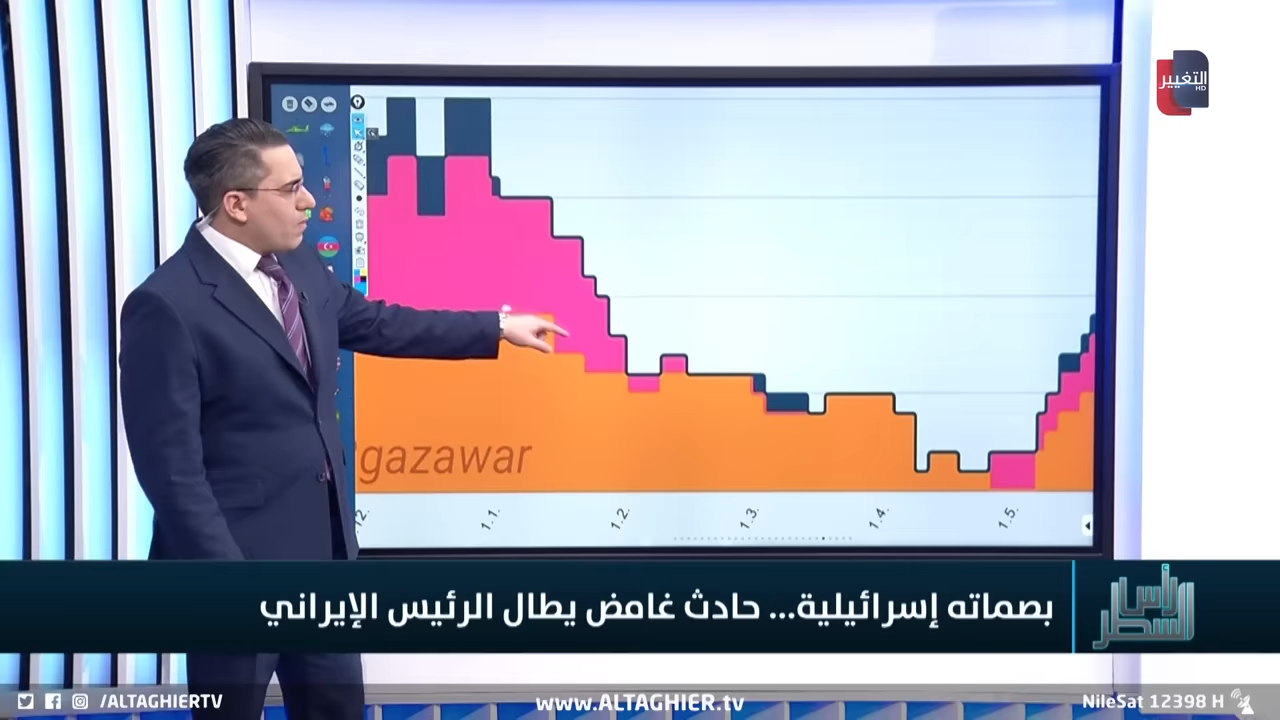 التغيير
HD
gazawar
12.
1.1.
1.2.
1.3.
1.4.
1.5.
بصماته إسرائيلية... حادث غامض يطال الرئيس الإيراني
رأس السطر
/ALTAGHIERTV
www.ALTAGHIER.tv
NileSat 12398 H